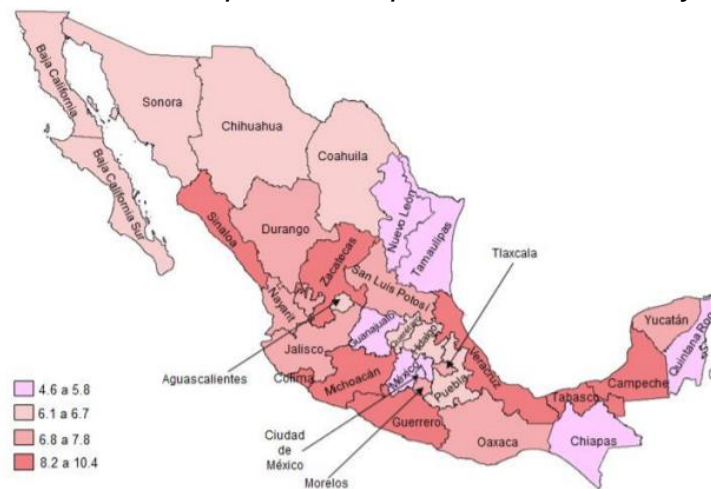 Baja California
Sonora
Chihuahua
Coahuila
Baja California Sur
Nuevo León
Tamaulipas
Sinaloa
Durango
Zacatecas
San Luis Potosí
Tlaxcala
Nayarit
Guanajuato
Querétaro
Hidalgo
Veracruz
Yucatán
Quintana Roo
Jalisco
Aguascalientes
Colima
Michoacán
México
Puebla
Tabasco
Campeche
Guerrero
Oaxaca
Chiapas
Ciudad
de
México
Morelos
4.6 a 5.8
6.1 a 6.7
6.8 a 7.8
8.2 a 10.4